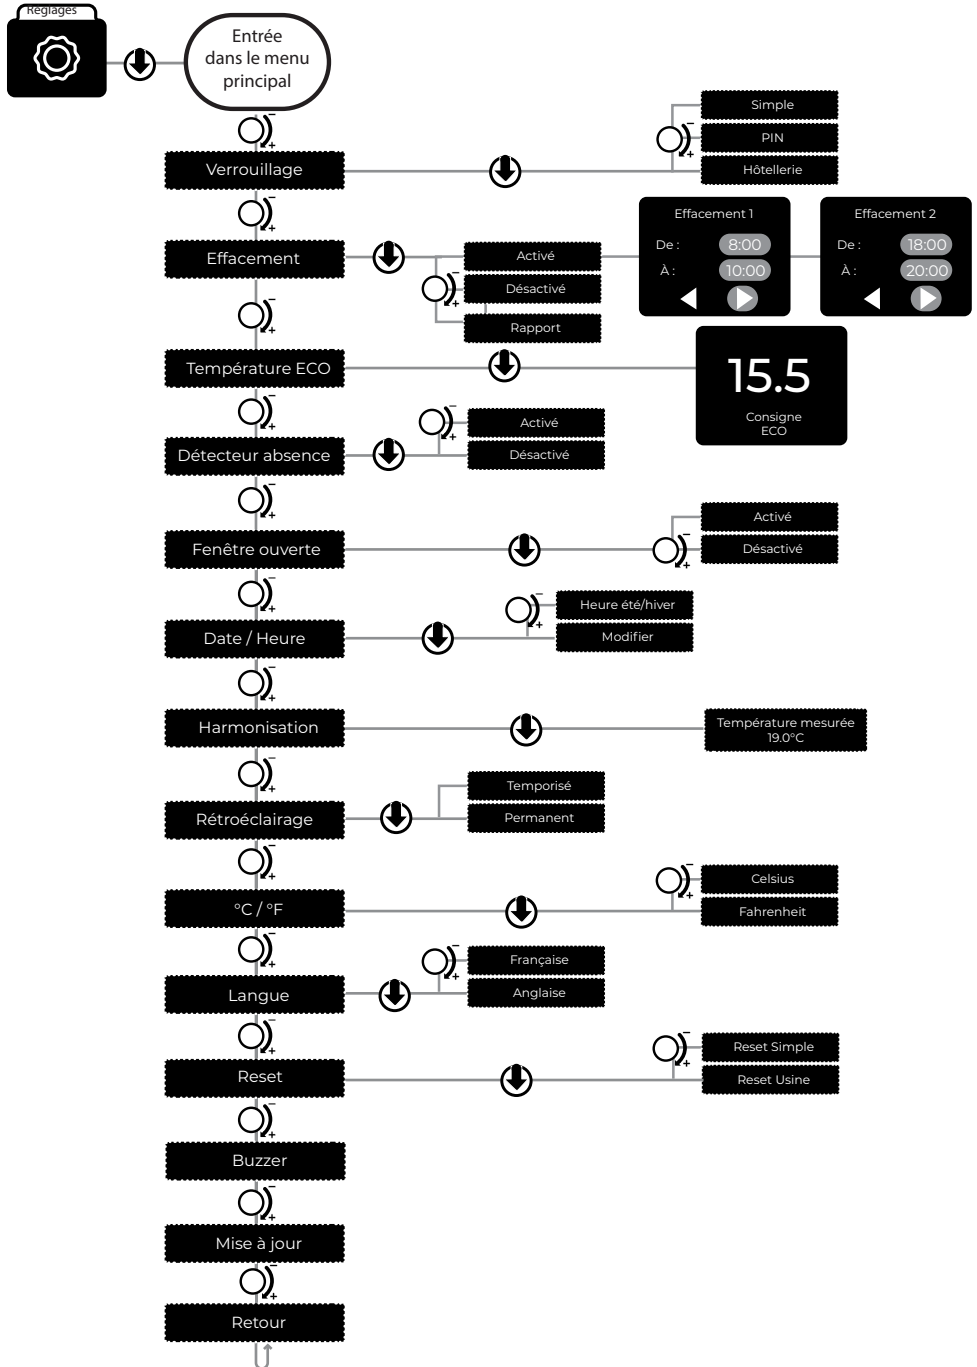 Réglages
Entrée
dans le menu
principal
Verrouillage
Simple
PIN
Hôtellerie
Effacement
Activé
Désactivé
Rapport
Effacement 1
De : 8:00
À : 10:00
Effacement 2
De : 18:00
À : 20:00
Température ECO
15.5
Consigne
ECO
Détecteur absence
Activé
Désactivé
Fenêtre ouverte
Activé
Désactivé
Date / Heure
Heure été/hiver
Modifier
Harmonisation
Température mesurée
19.0°C
Rétroéclairage
Temporisé
Permanent
°C / °F
Celsius
Fahrenheit
Langue
Française
Anglaise
Reset
Reset Simple
Reset Usine
Buzzer
Mise à jour
Retour